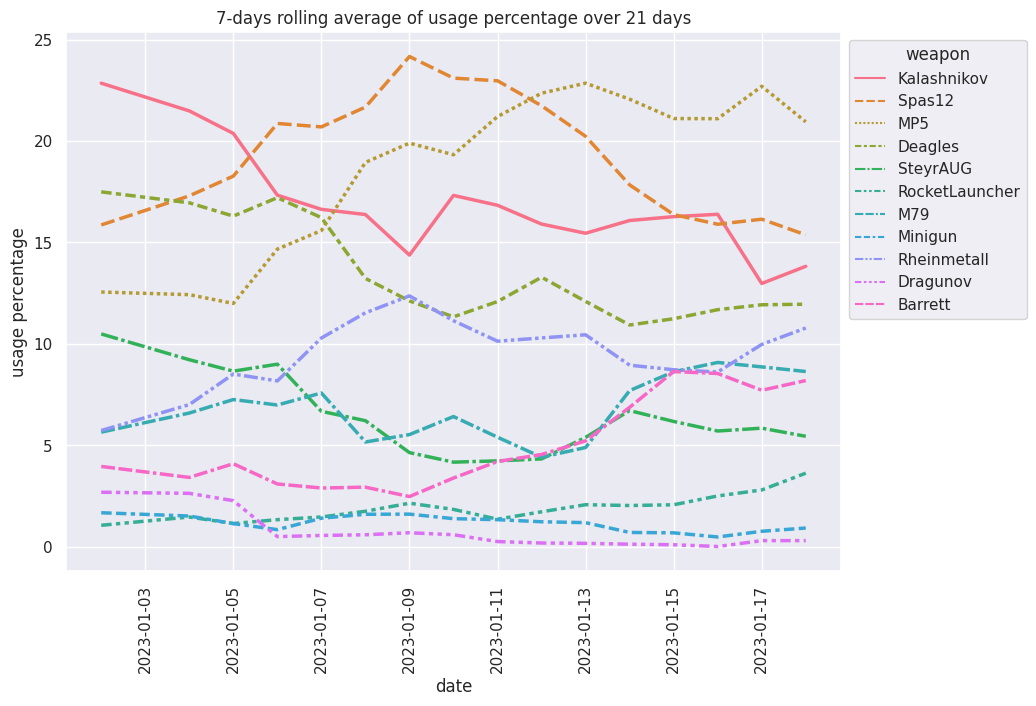 7-days rolling average of usage percentage over 21 days
25
20
15
10
5
0
usage percentage
2023-01-03
2023-01-05
2023-01-07
2023-01-09
2023-01-11
2023-01-13
2023-01-15
2023-01-17
date
weapon
Kalashnikov
Spas12
MP5
Deagles
SteyrAUG
RocketLauncher
M79
Minigun
Rheinmetall
Dragunov
Barrett